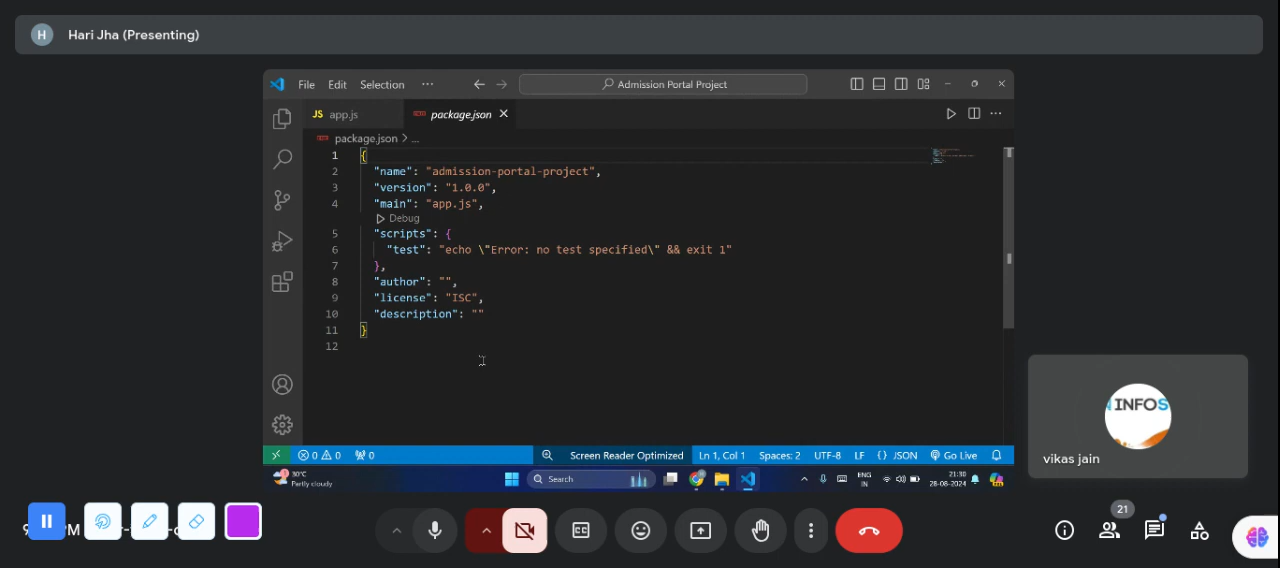 H Hari Jha (Presenting)
File Edit Selection ··· Admission Portal Project
JS app.js package.json
package.json > ...
1 {
2 "name": "admission-portal-project",
3 "version": "1.0.0",
4 "main": "app.js",
Debug
5 "scripts": {
6 "test": "echo \"Error: no test specified\" && exit 1"
7 },
8 "author": "",
9 "license": "ISC",
10 "description": ""
11 }
12
0 0 0 Screen Reader Optimized Ln 1, Col 1 Spaces: 2 UTF-8 LF {} JSON Go Live
30°C
Partly cloudy
Search
ENG
IN
21:30
28-08-2024
INFOS
vikas jain
CC
21